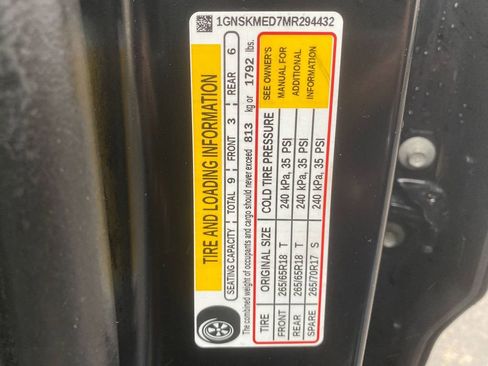 1GNSKMED7MR294432
TIRE AND LOADING INFORMATION
SEATING CAPACITY TOTAL 9 FRONT 3 REAR 6
The combined weight of occupants and cargo should never exceed 813 kg or 1792 lbs.
TIRE ORIGINAL SIZE COLD TIRE PRESSURE
FRONT 265/65R18 T 240 kPa, 35 PSI
REAR 265/65R18 T 240 kPa, 35 PSI
SPARE 265/70R17 S 240 kPa, 35 PSI
SEE OWNER'S
MANUAL FOR
ADDITIONAL
INFORMATION